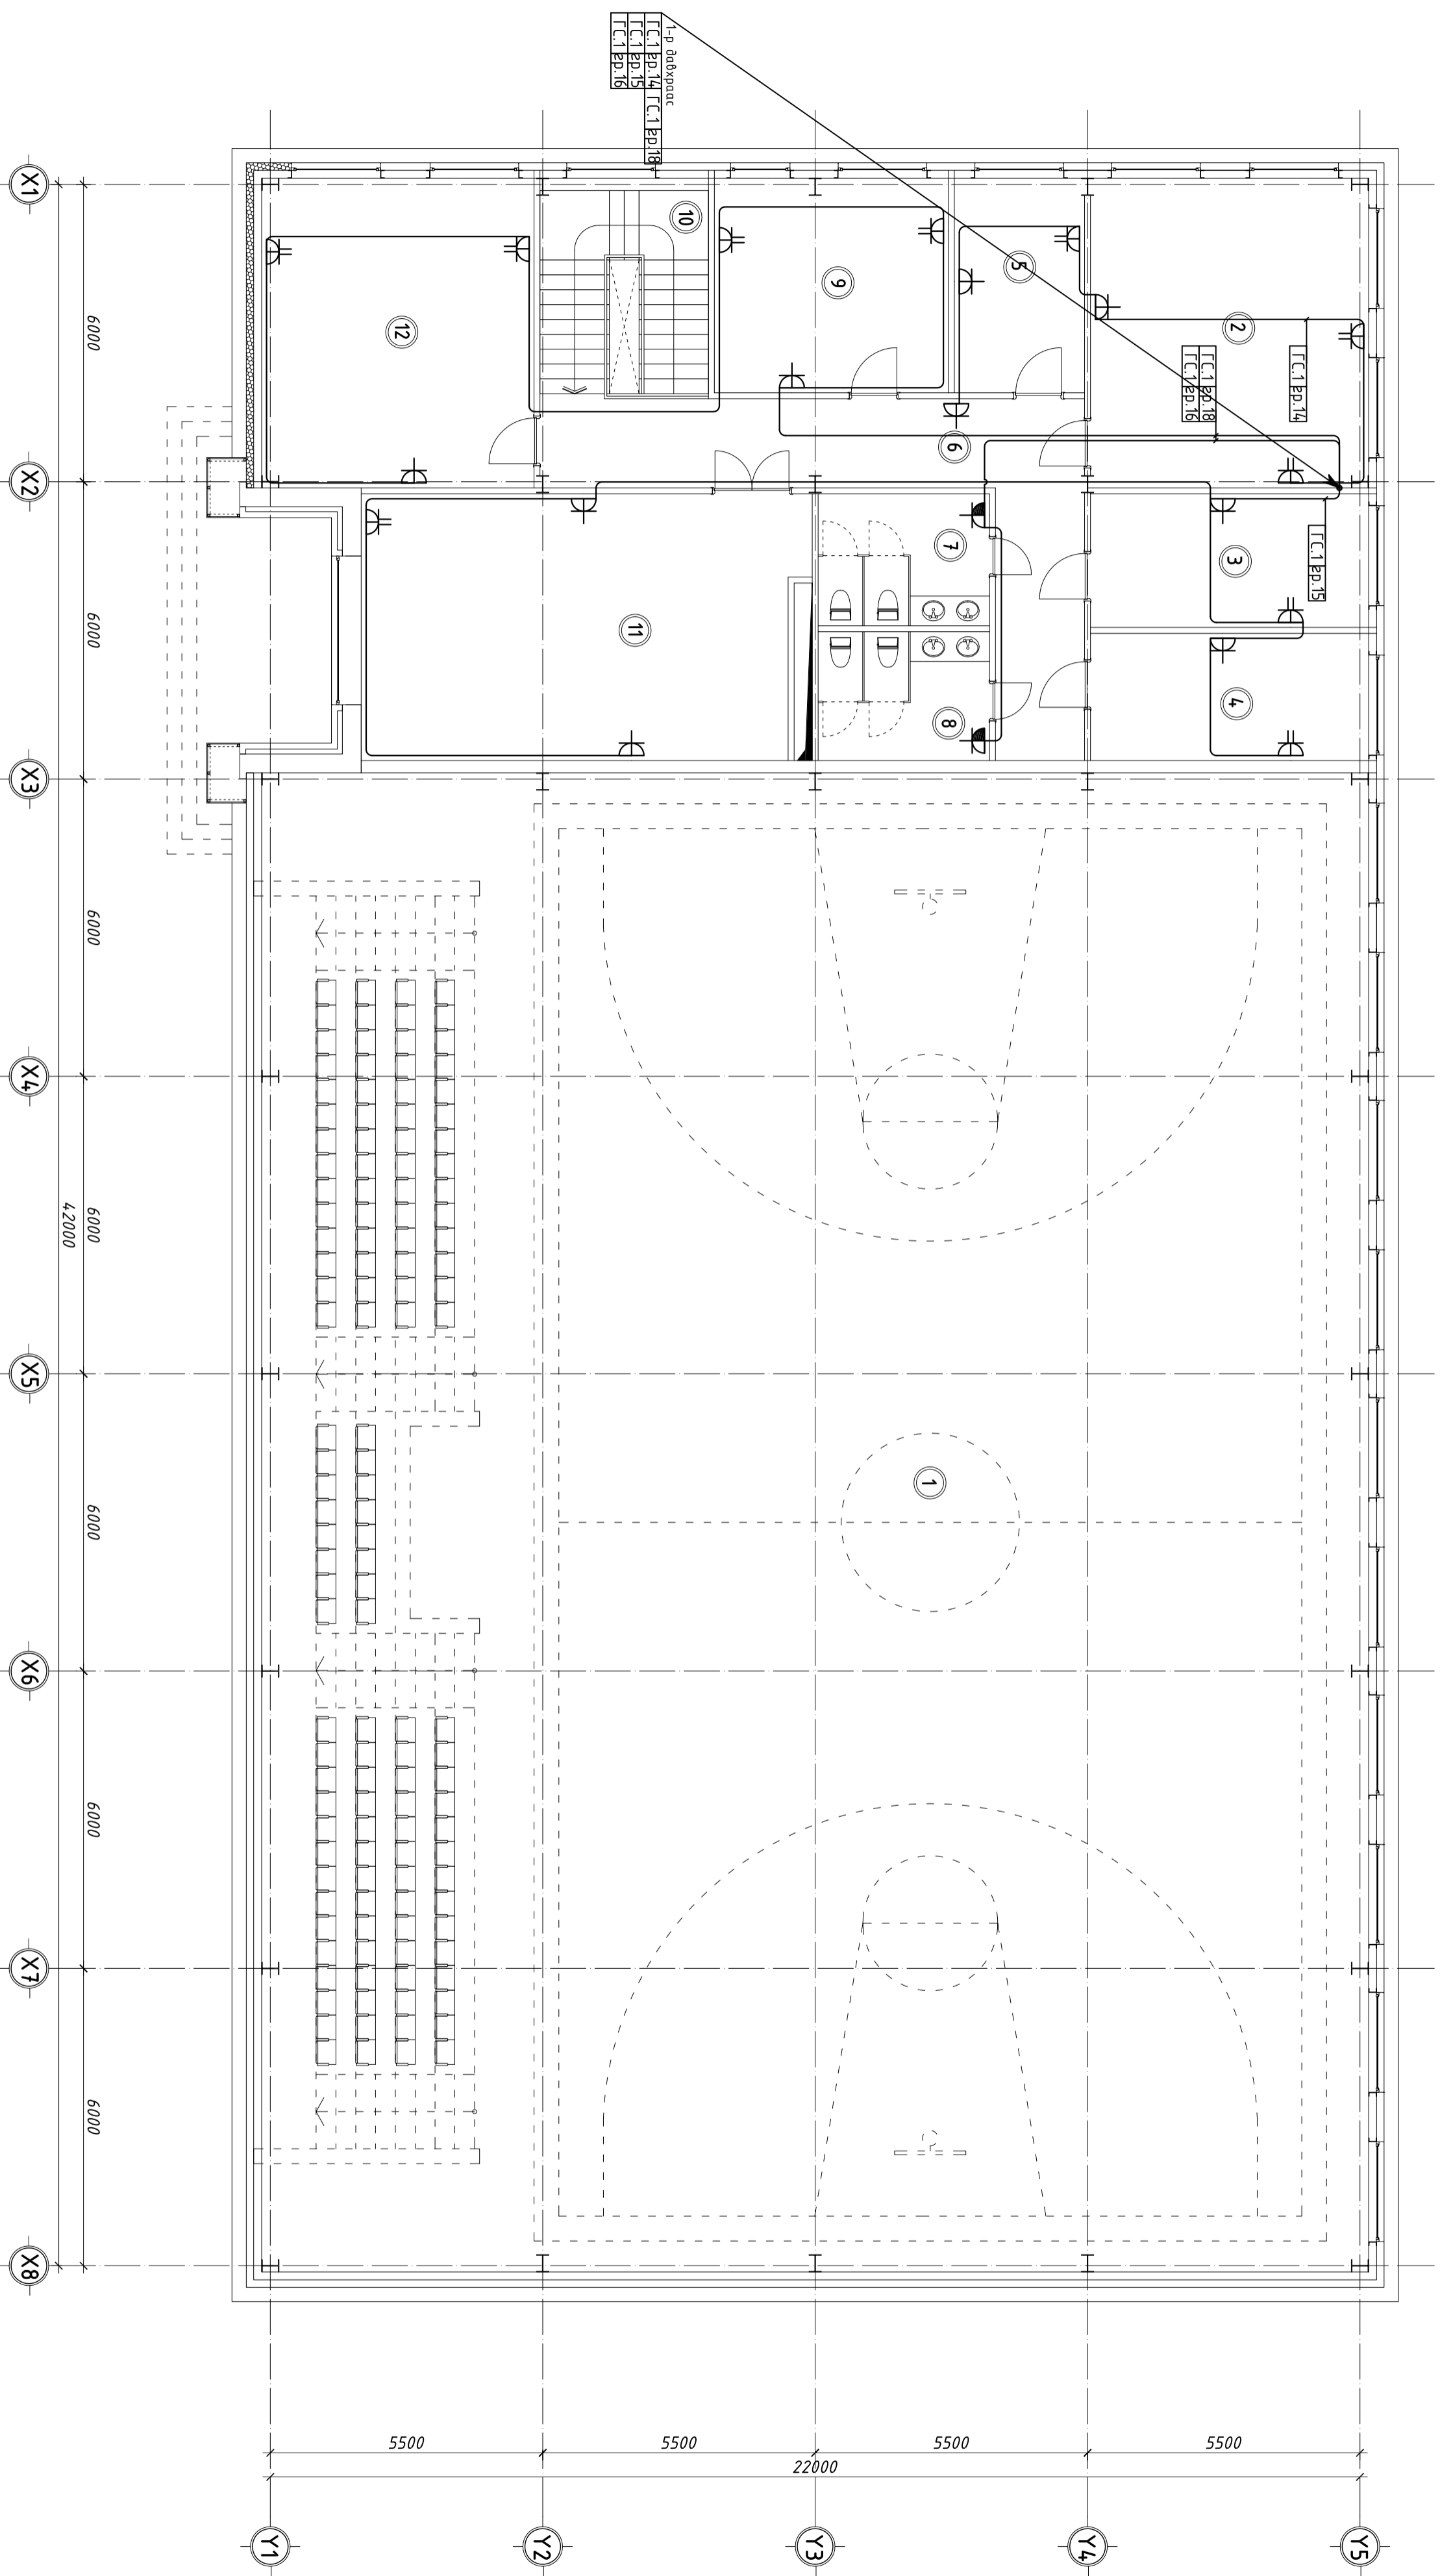 1-р давхраас
ГС.1 гр.14 ГС.1 гр.18
ГС.1 гр.15
ГС.1 гр.16
ГС.1 гр.14
ГС.1 гр.18
ГС.1 гр.16
ГС.1 гр.15
1
2
3
4
5
6
7
8
9
10
11
12
6000
6000
6000
6000
6000
6000
6000
42000
X1
X2
X3
X4
X5
X6
X7
X8
5500
5500
5500
5500
22000
Y1
Y2
Y3
Y4
Y5